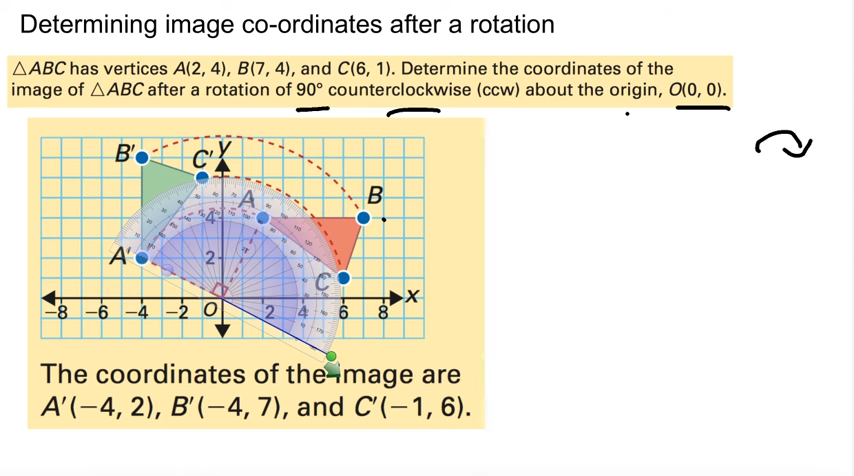 Determining image co-ordinates after a rotation
△ABC has vertices A(2, 4), B(7, 4), and C(6, 1). Determine the coordinates of the
image of △ABC after a rotation of 90° counterclockwise (ccw) about the origin, O(0, 0).
B′
C′
y
A
B
4
A′
2
C
−8
−6
−4
−2
O
2
4
6
8
x
The coordinates of the image are
A′(−4, 2), B′(−4, 7), and C′(−1, 6).